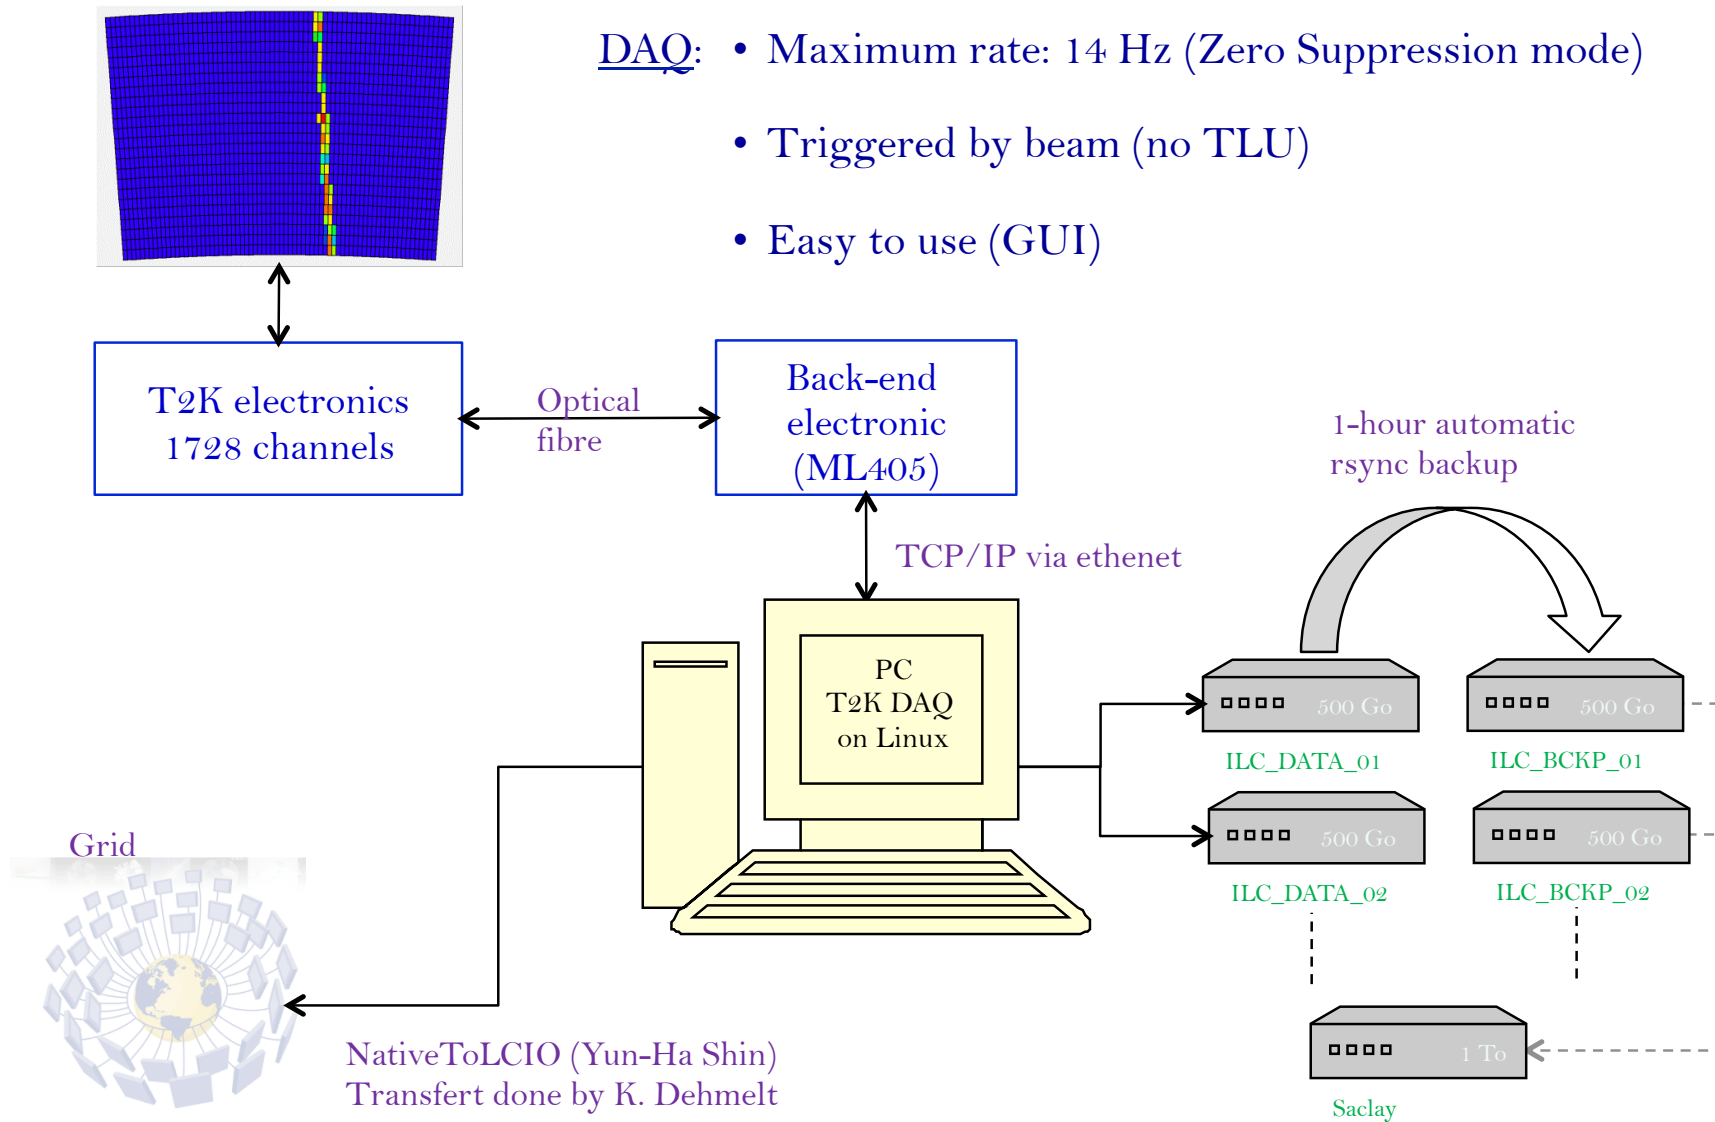 DAQ: • Maximum rate: 14 Hz (Zero Suppression mode)
• Triggered by beam (no TLU)
• Easy to use (GUI)
T2K electronics
1728 channels
Optical
fibre
Back-end
electronic
(ML405)
1-hour automatic
rsync backup
TCP/IP via ethenet
PC
T2K DAQ
on Linux
500 Go
500 Go
ILC_DATA_01
ILC_BCKP_01
500 Go
500 Go
ILC_DATA_02
ILC_BCKP_02
Grid
NativeToLCIO (Yun-Ha Shin)
Transfert done by K. Dehmelt
1 To
Saclay